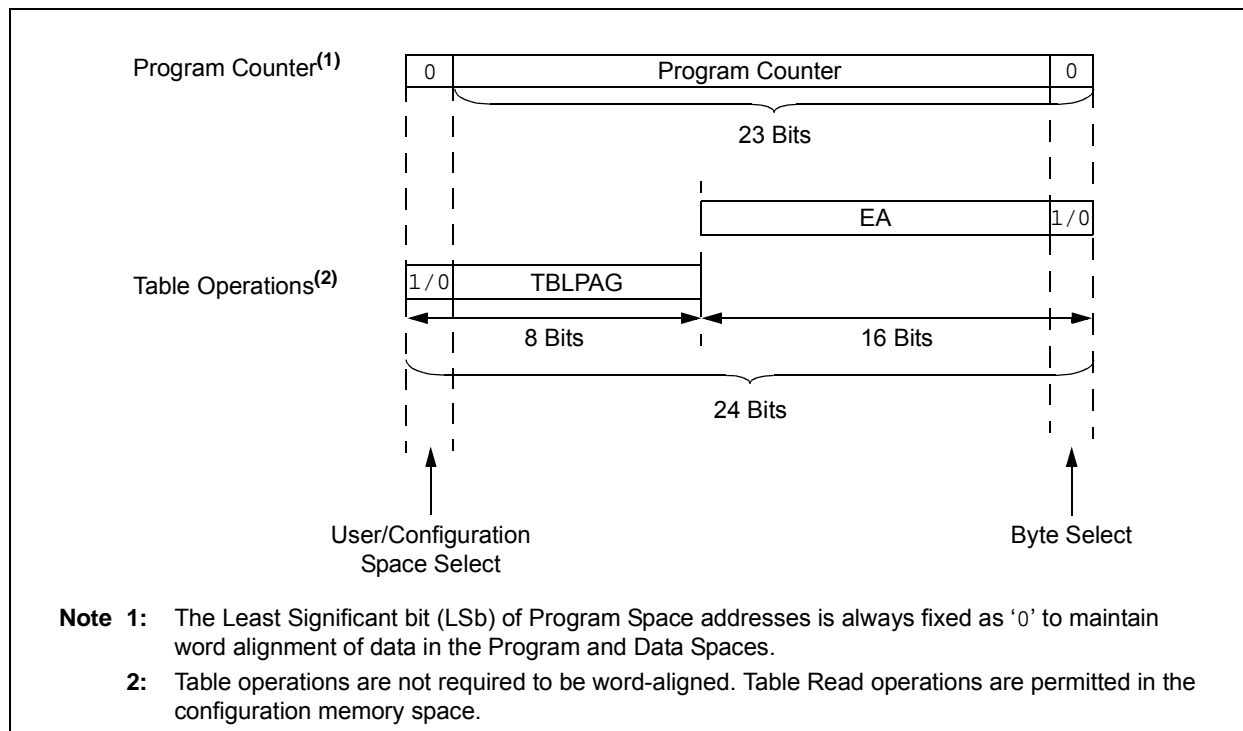 Program Counter(1)
0
Program Counter
0
23 Bits
EA
1/0
Table Operations(2)
1/0
TBLPAG
8 Bits
16 Bits
24 Bits
User/Configuration
Space Select
Byte Select
Note 1: The Least Significant bit (LSb) of Program Space addresses is always fixed as ‘0’ to maintain
word alignment of data in the Program and Data Spaces.
2: Table operations are not required to be word-aligned. Table Read operations are permitted in the
configuration memory space.